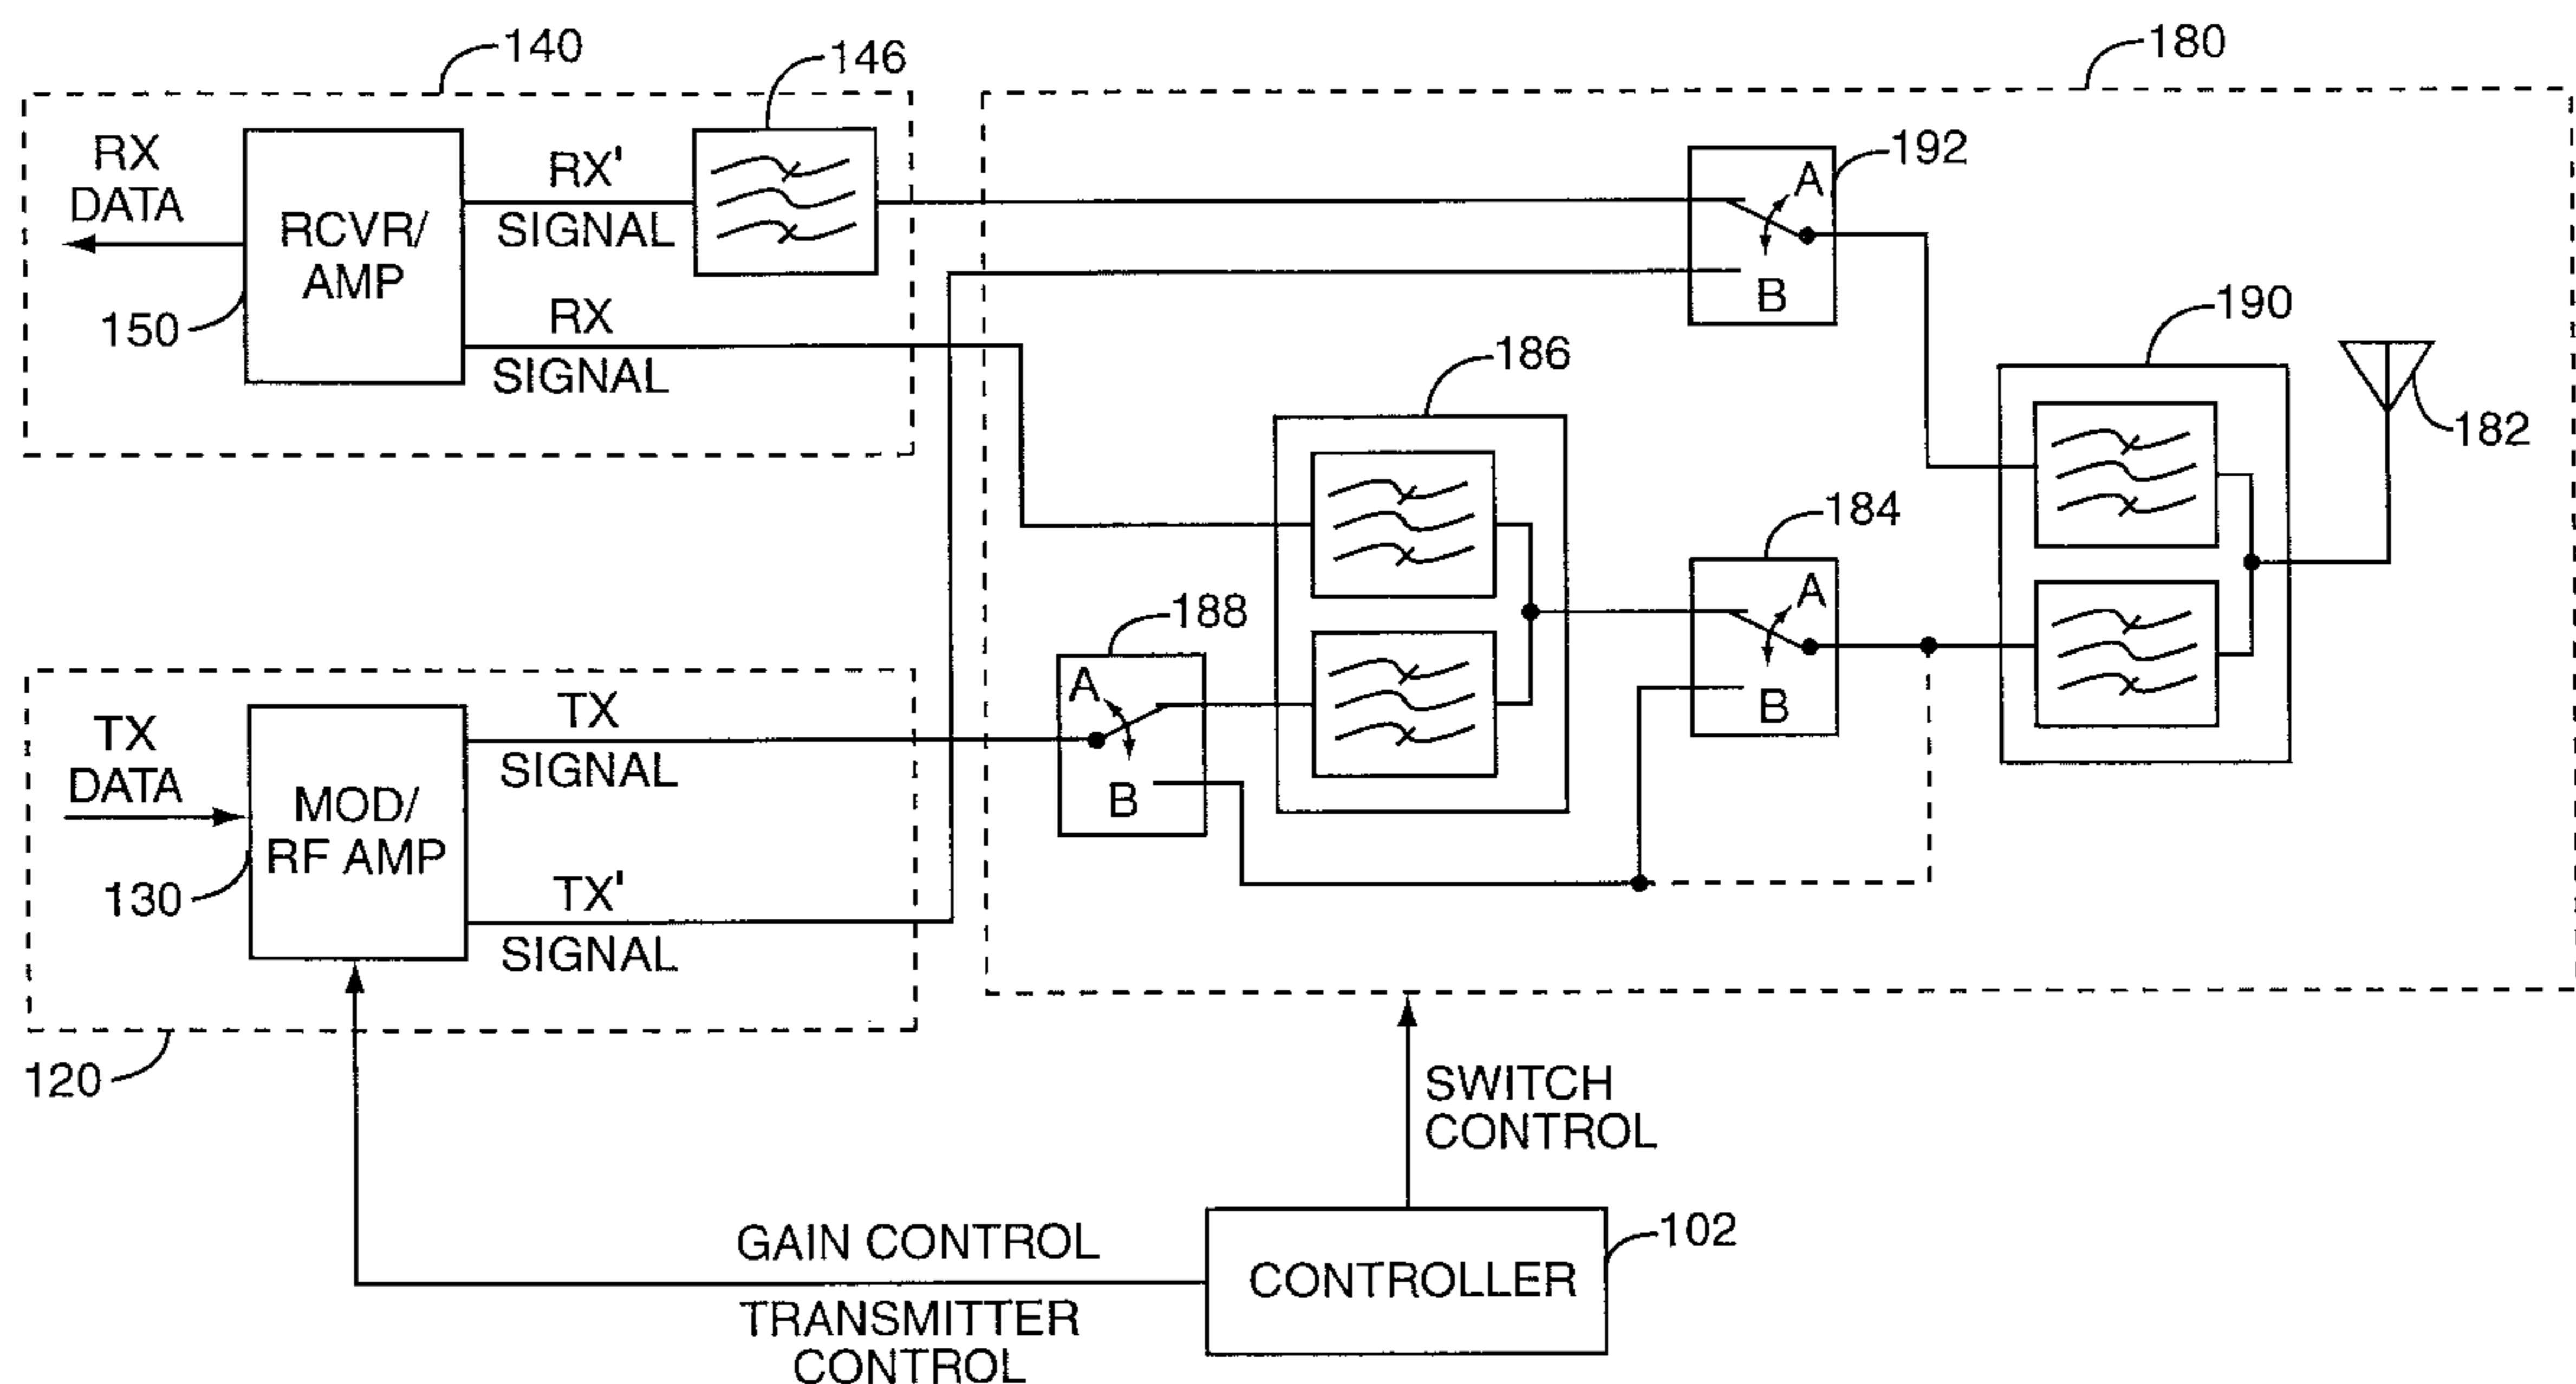 140
146
180
RX
DATA
RCVR/
AMP
150
RX'
SIGNAL
RX
SIGNAL
A
192
B
190
186
182
184
A
B
188
A
B
TX
DATA
MOD/
RF AMP
130
TX
SIGNAL
TX'
SIGNAL
120
SWITCH
CONTROL
GAIN CONTROL
TRANSMITTER
CONTROL
CONTROLLER
102